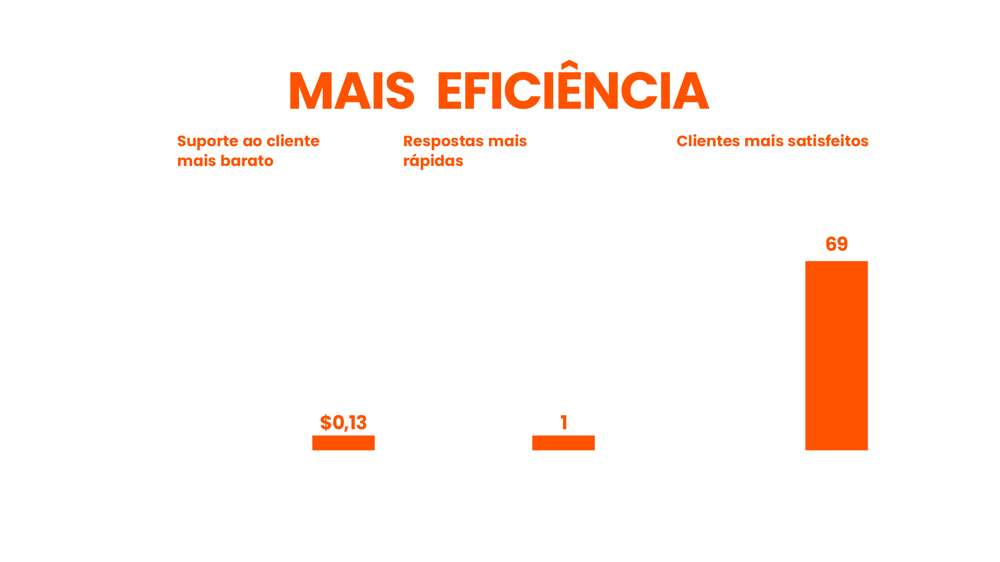 MAIS EFICIÊNCIA
Suporte ao cliente
mais barato
Respostas mais
rápidas
Clientes mais satisfeitos
69
$0,13
1